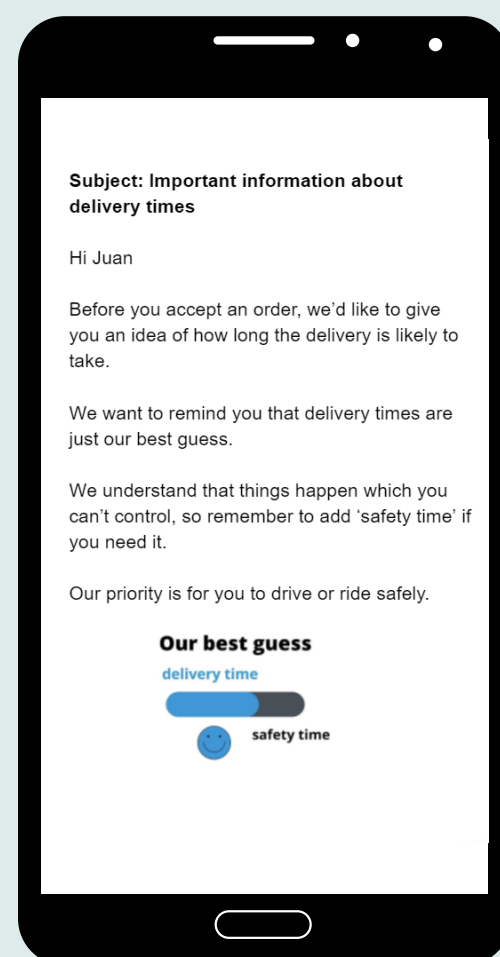 Subject: Important information about
delivery times
Hi Juan
Before you accept an order, we’d like to give
you an idea of how long the delivery is likely to
take.
We want to remind you that delivery times are
just our best guess.
We understand that things happen which you
can’t control, so remember to add ‘safety time’ if
you need it.
Our priority is for you to drive or ride safely.
Our best guess
delivery time
safety time